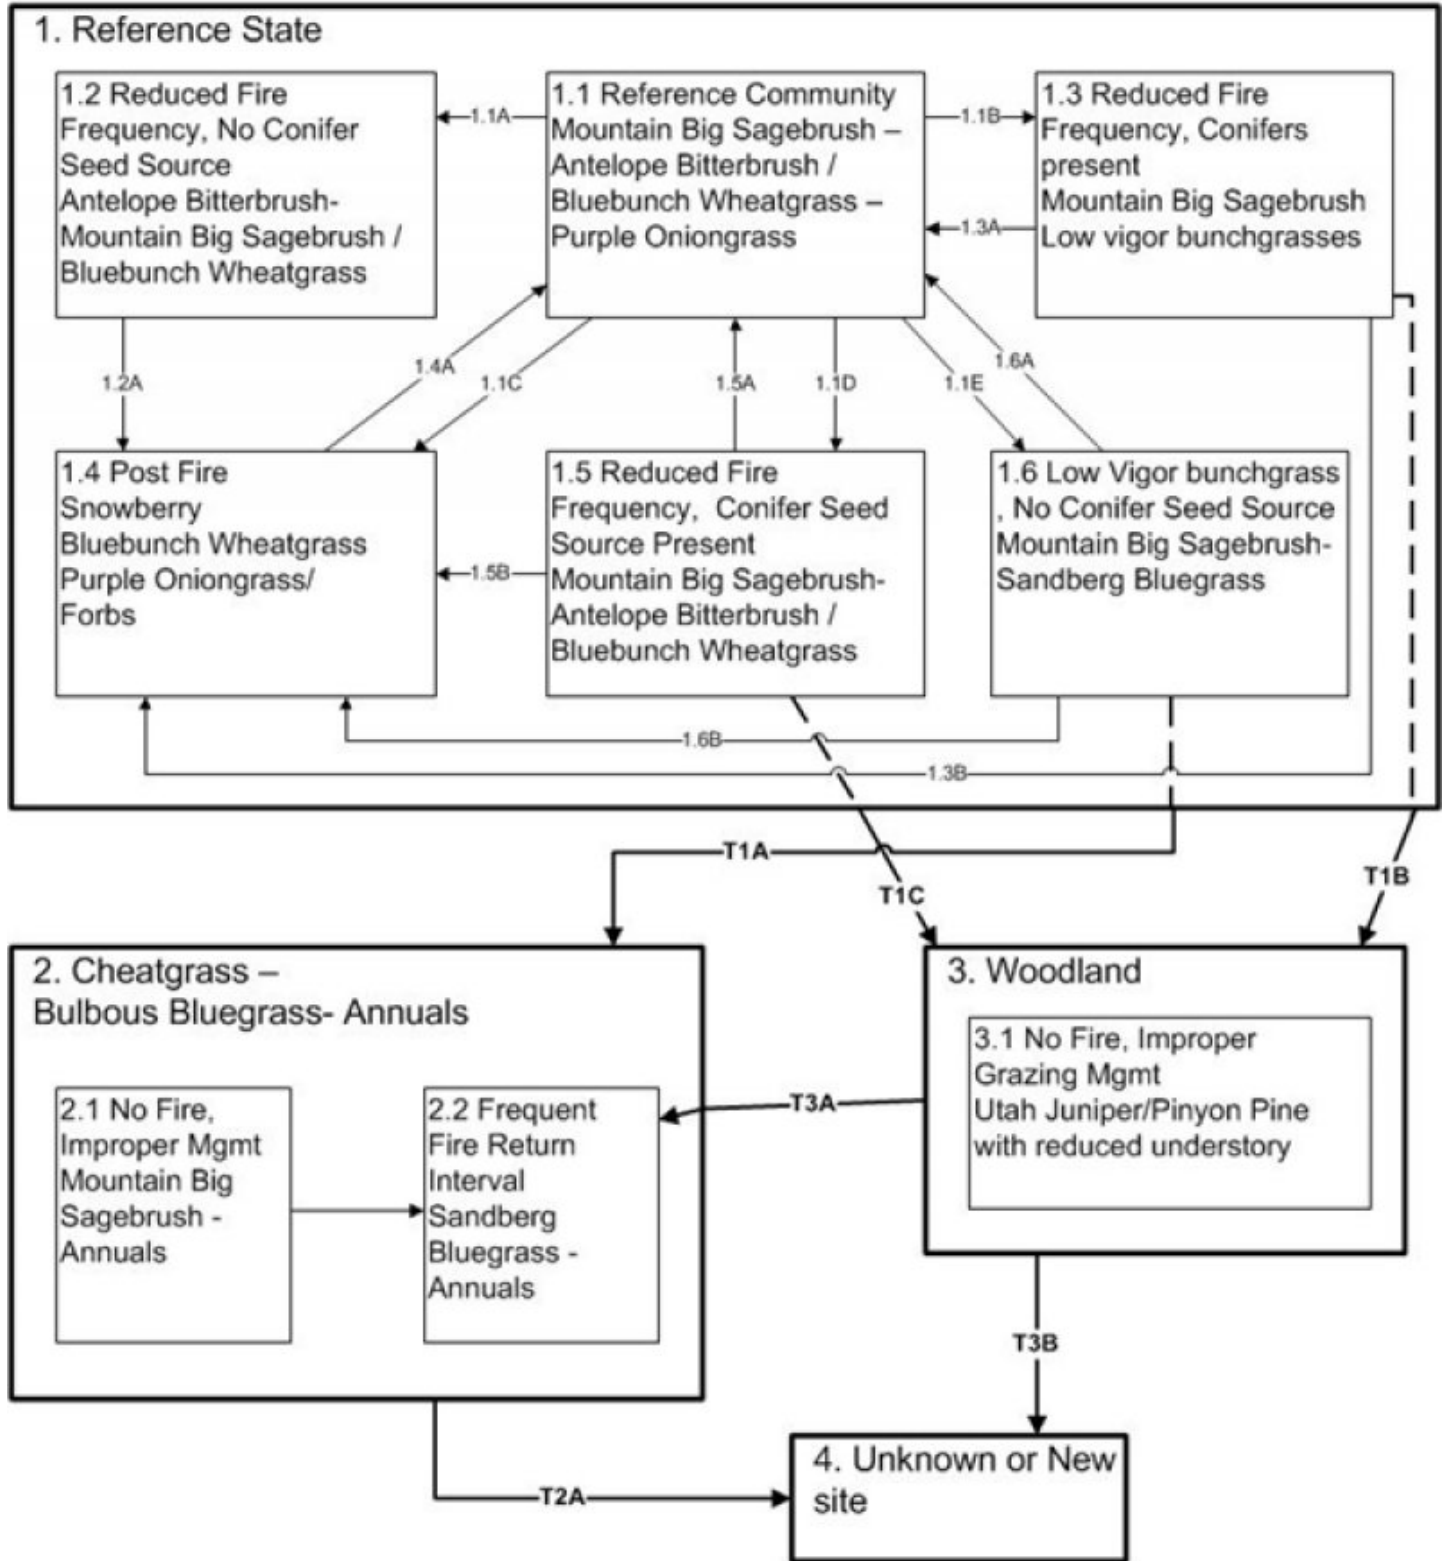 1. Reference State
1.2 Reduced Fire
Frequency, No Conifer
Seed Source
Antelope Bitterbrush-
Mountain Big Sagebrush /
Bluebunch Wheatgrass
1.1A
1.1 Reference Community
Mountain Big Sagebrush –
Antelope Bitterbrush /
Bluebunch Wheatgrass –
Purple Oniongrass
1.1B
1.3A
1.3 Reduced Fire
Frequency, Conifers
present
Mountain Big Sagebrush
Low vigor bunchgrasses
1.2A
1.4A
1.1C
1.5A
1.1D
1.1E
1.6A
1.4 Post Fire
Snowberry
Bluebunch Wheatgrass
Purple Oniongrass/
Forbs
1.5B
1.5 Reduced Fire
Frequency, Conifer Seed
Source Present
Mountain Big Sagebrush-
Antelope Bitterbrush /
Bluebunch Wheatgrass
1.6 Low Vigor bunchgrass
, No Conifer Seed Source
Mountain Big Sagebrush-
Sandberg Bluegrass
1.6B
1.3B
T1A
T1C
T1B
2. Cheatgrass –
Bulbous Bluegrass- Annuals
2.1 No Fire,
Improper Mgmt
Mountain Big
Sagebrush -
Annuals
2.2 Frequent
Fire Return
Interval
Sandberg
Bluegrass -
Annuals
T3A
3. Woodland
3.1 No Fire, Improper
Grazing Mgmt
Utah Juniper/Pinyon Pine
with reduced understory
T3B
T2A
4. Unknown or New
site